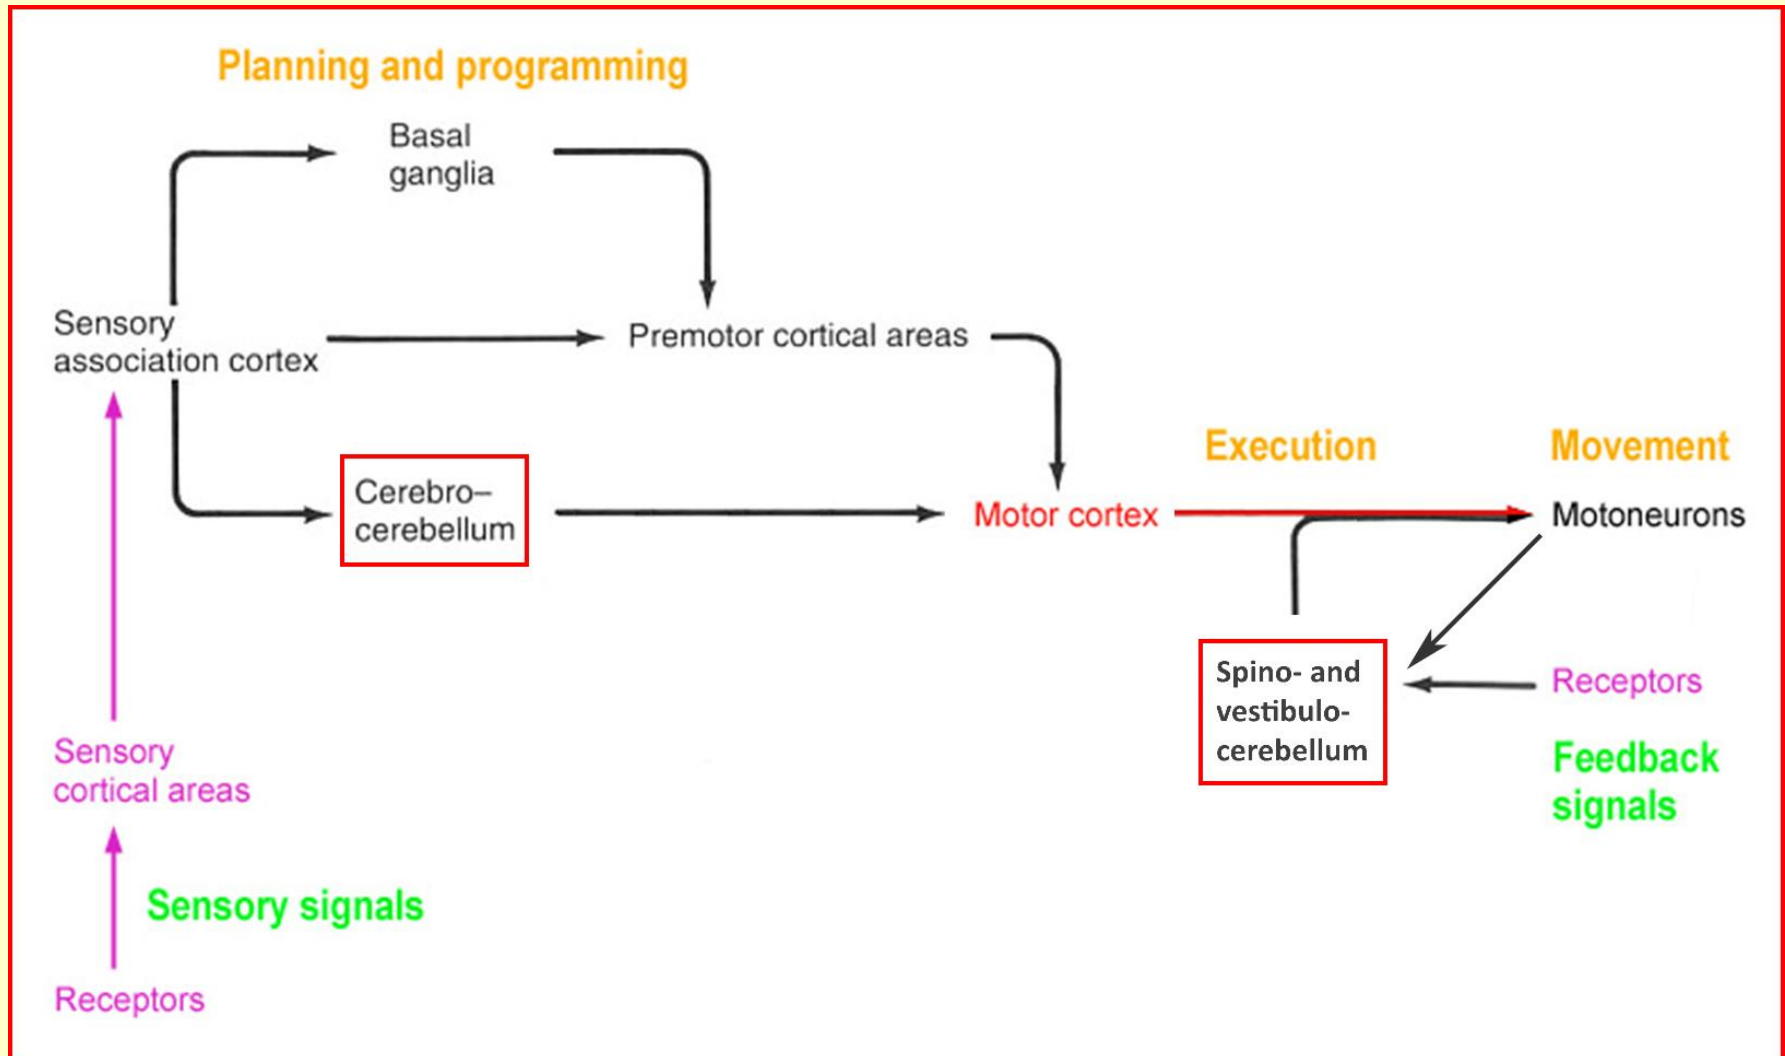 Planning and programming
Basal
ganglia
Sensory
association cortex
Premotor cortical areas
Cerebro–
cerebellum
Motor cortex
Execution
Movement
Motoneurons
Spino- and
vestibulo-
cerebellum
Receptors
Feedback
signals
Sensory
cortical areas
Sensory signals
Receptors